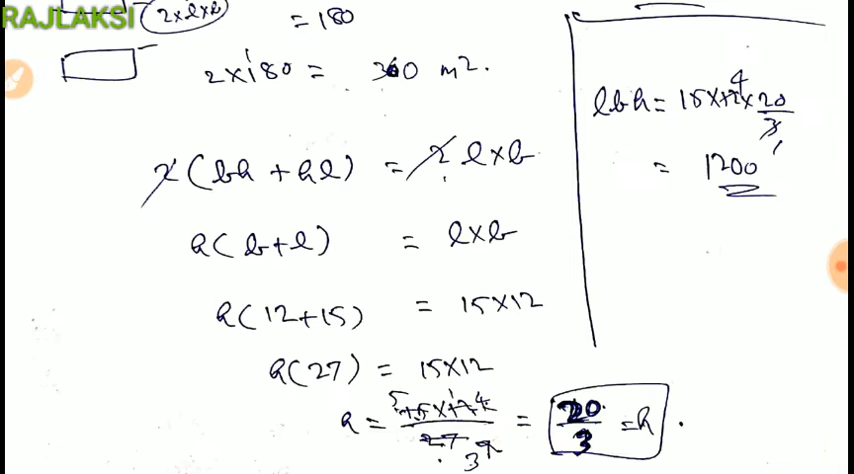 RAJLAKSI
2×l×b = 180
2×180 = 360 m².
2(bh + hl) = 2 l×b
h(b+l) = l×b
h(12+15) = 15×12
h(27) = 15×12
h = 15×12/27 = 20/3 = h.
lbh = 15×12×20/3
= 1200